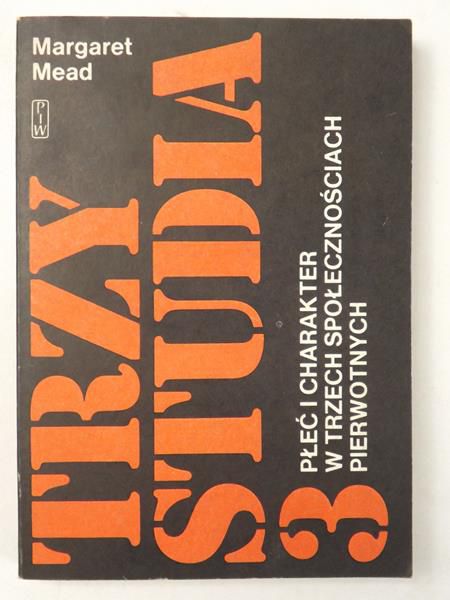 Margaret
Mead
PIW
TRZY
STUDIA
3
PŁEĆ I CHARAKTER
W TRZECH SPOŁECZNOŚCIACH
PIERWOTNYCH